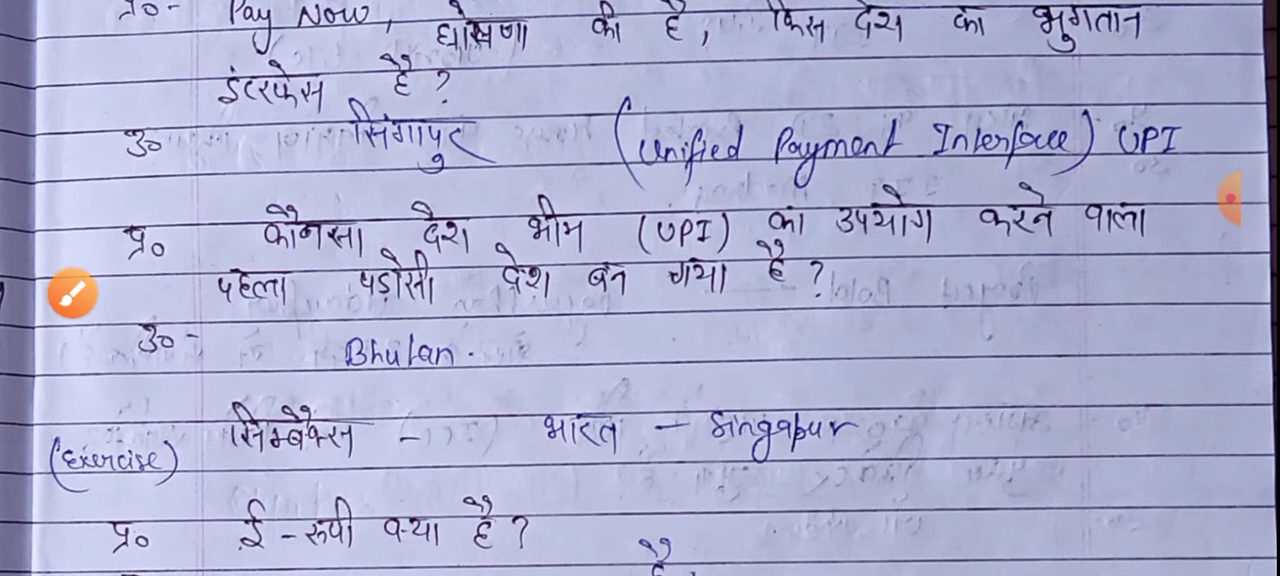 प्र०- Pay Now, घोषणा की है, किस देश का भुगतान
इंटरफेस है?
उ० सिंगापुर (Unified Payment Interface) UPI
प्र० कौनसा देश भीम (UPI) का उपयोग करने वाला
पहला पड़ोसी देश बन गया है?
उ०- Bhutan.
सिम्बेक्स - भारत - Singapur
(Exercise)
प्र० ई-रूपी क्या है?
है